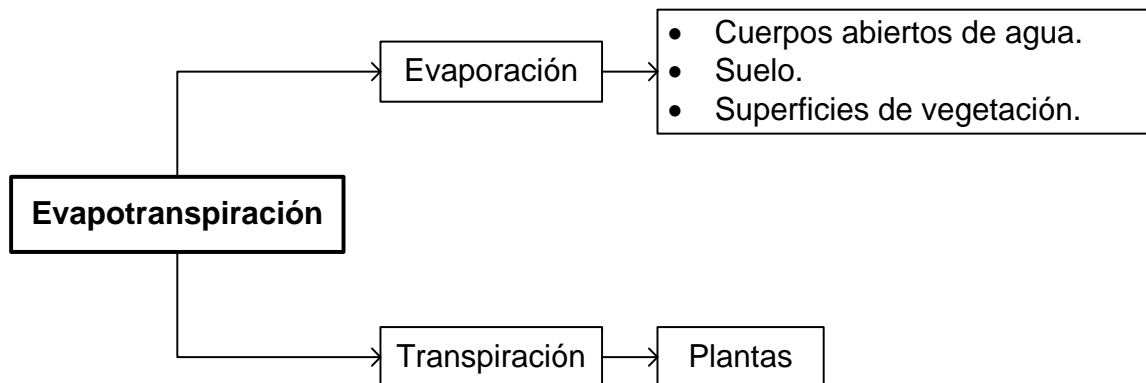 Evaporación
• Cuerpos abiertos de agua.
• Suelo.
• Superficies de vegetación.
Evapotranspiración
Transpiración
Plantas